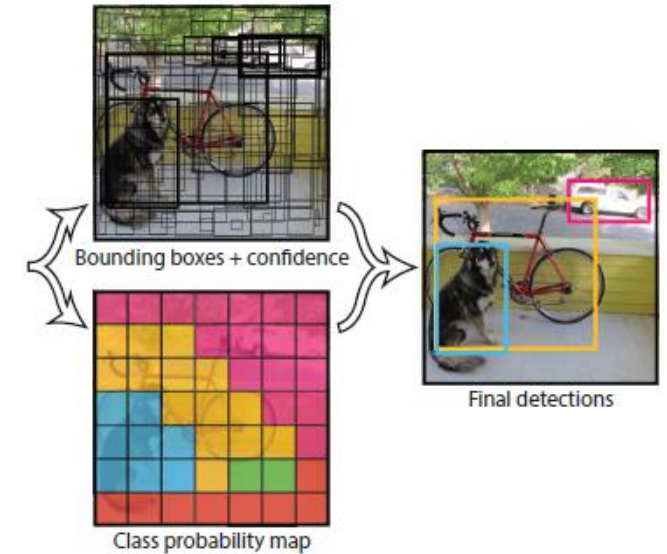 Bounding boxes + confidence
Final detections
Class probability map